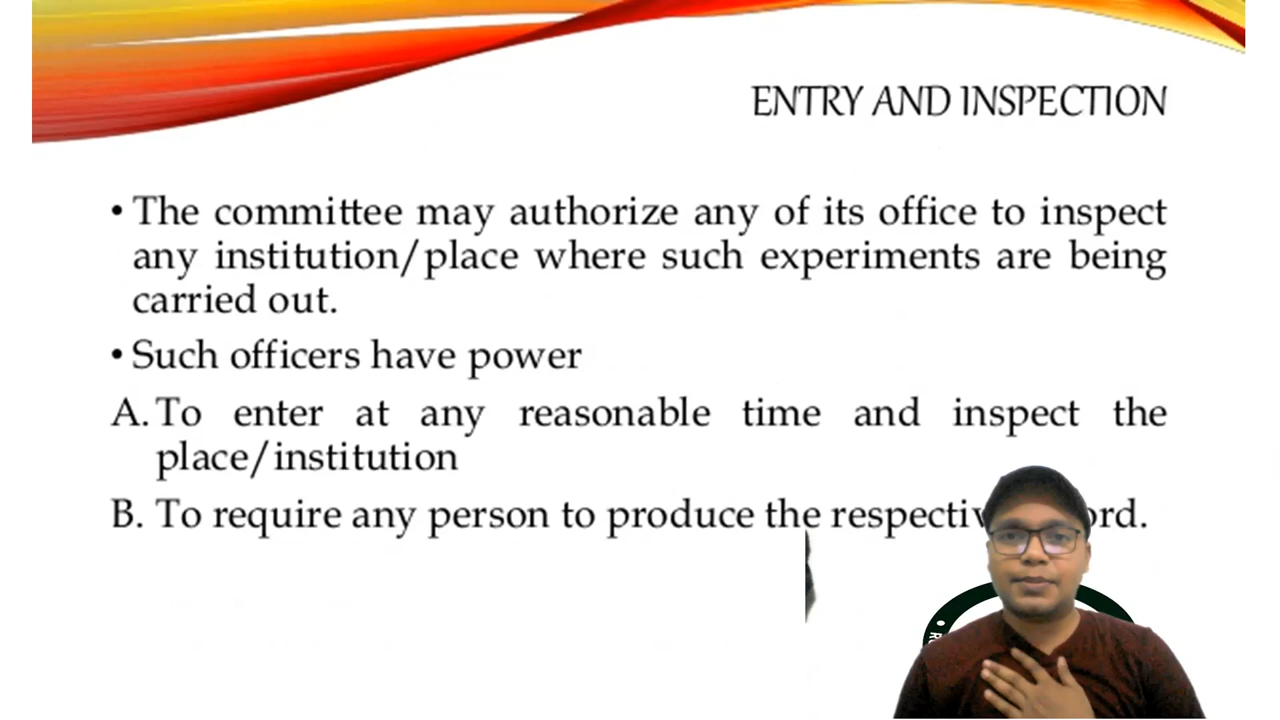 ENTRY AND INSPECTION
• The committee may authorize any of its office to inspect
any institution/place where such experiments are being
carried out.
• Such officers have power
A. To enter at any reasonable time and inspect the
place/institution
B. To require any person to produce the